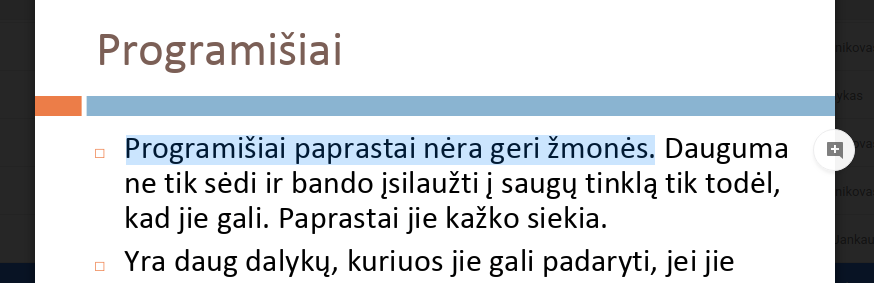 Programišiai
Programišiai paprastai nėra geri žmonės. Dauguma
ne tik sėdi ir bando įsilaužti į saugų tinklą tik todėl,
kad jie gali. Paprastai jie kažko siekia.
Yra daug dalykų, kuriuos jie gali padaryti, jei jie